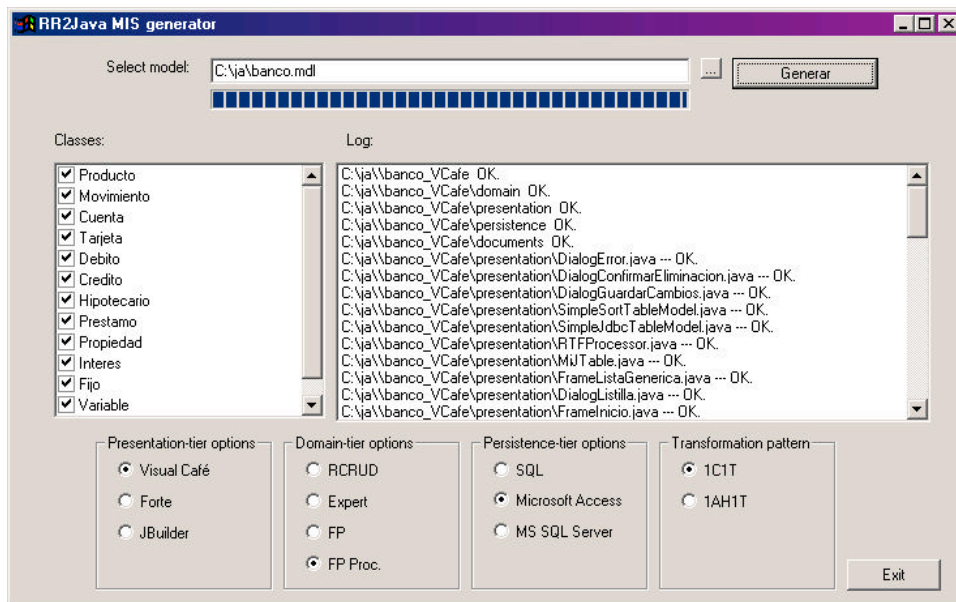 RR2Java MIS generator
Select model:
C:\ja\banco.mdl
...
Generar
Classes:
Log:
Producto
Movimiento
Cuenta
Tarjeta
Debito
Credito
Hipotecario
Prestamo
Propiedad
Interes
Fijo
Variable
C:\ja\\banco_VCafe OK.
C:\ja\\banco_VCafe\domain OK.
C:\ja\\banco_VCafe\presentation OK.
C:\ja\\banco_VCafe\persistence OK.
C:\ja\\banco_VCafe\documents OK.
C:\ja\\banco_VCafe\presentation\DialogError.java --- OK.
C:\ja\\banco_VCafe\presentation\DialogConfirmarEliminacion.java --- OK.
C:\ja\\banco_VCafe\presentation\DialogGuardarCambios.java --- OK.
C:\ja\\banco_VCafe\presentation\SimpleSortTableModel.java --- OK.
C:\ja\\banco_VCafe\presentation\SimpleJdbcTableModel.java --- OK.
C:\ja\\banco_VCafe\presentation\RTFProcessor.java --- OK.
C:\ja\\banco_VCafe\presentation\MiJTable.java --- OK.
C:\ja\\banco_VCafe\presentation\FrameListaGenerica.java --- OK.
C:\ja\\banco_VCafe\presentation\DialogListilla.java --- OK.
C:\ja\\banco_VCafe\presentation\FrameInicio.java --- OK.
Presentation-tier options
Visual Café
Forte
JBuilder
Domain-tier options
RCRUD
Expert
FP
FP Proc.
Persistence-tier options
SQL
Microsoft Access
MS SQL Server
Transformation pattern
1C1T
1AH1T
Exit